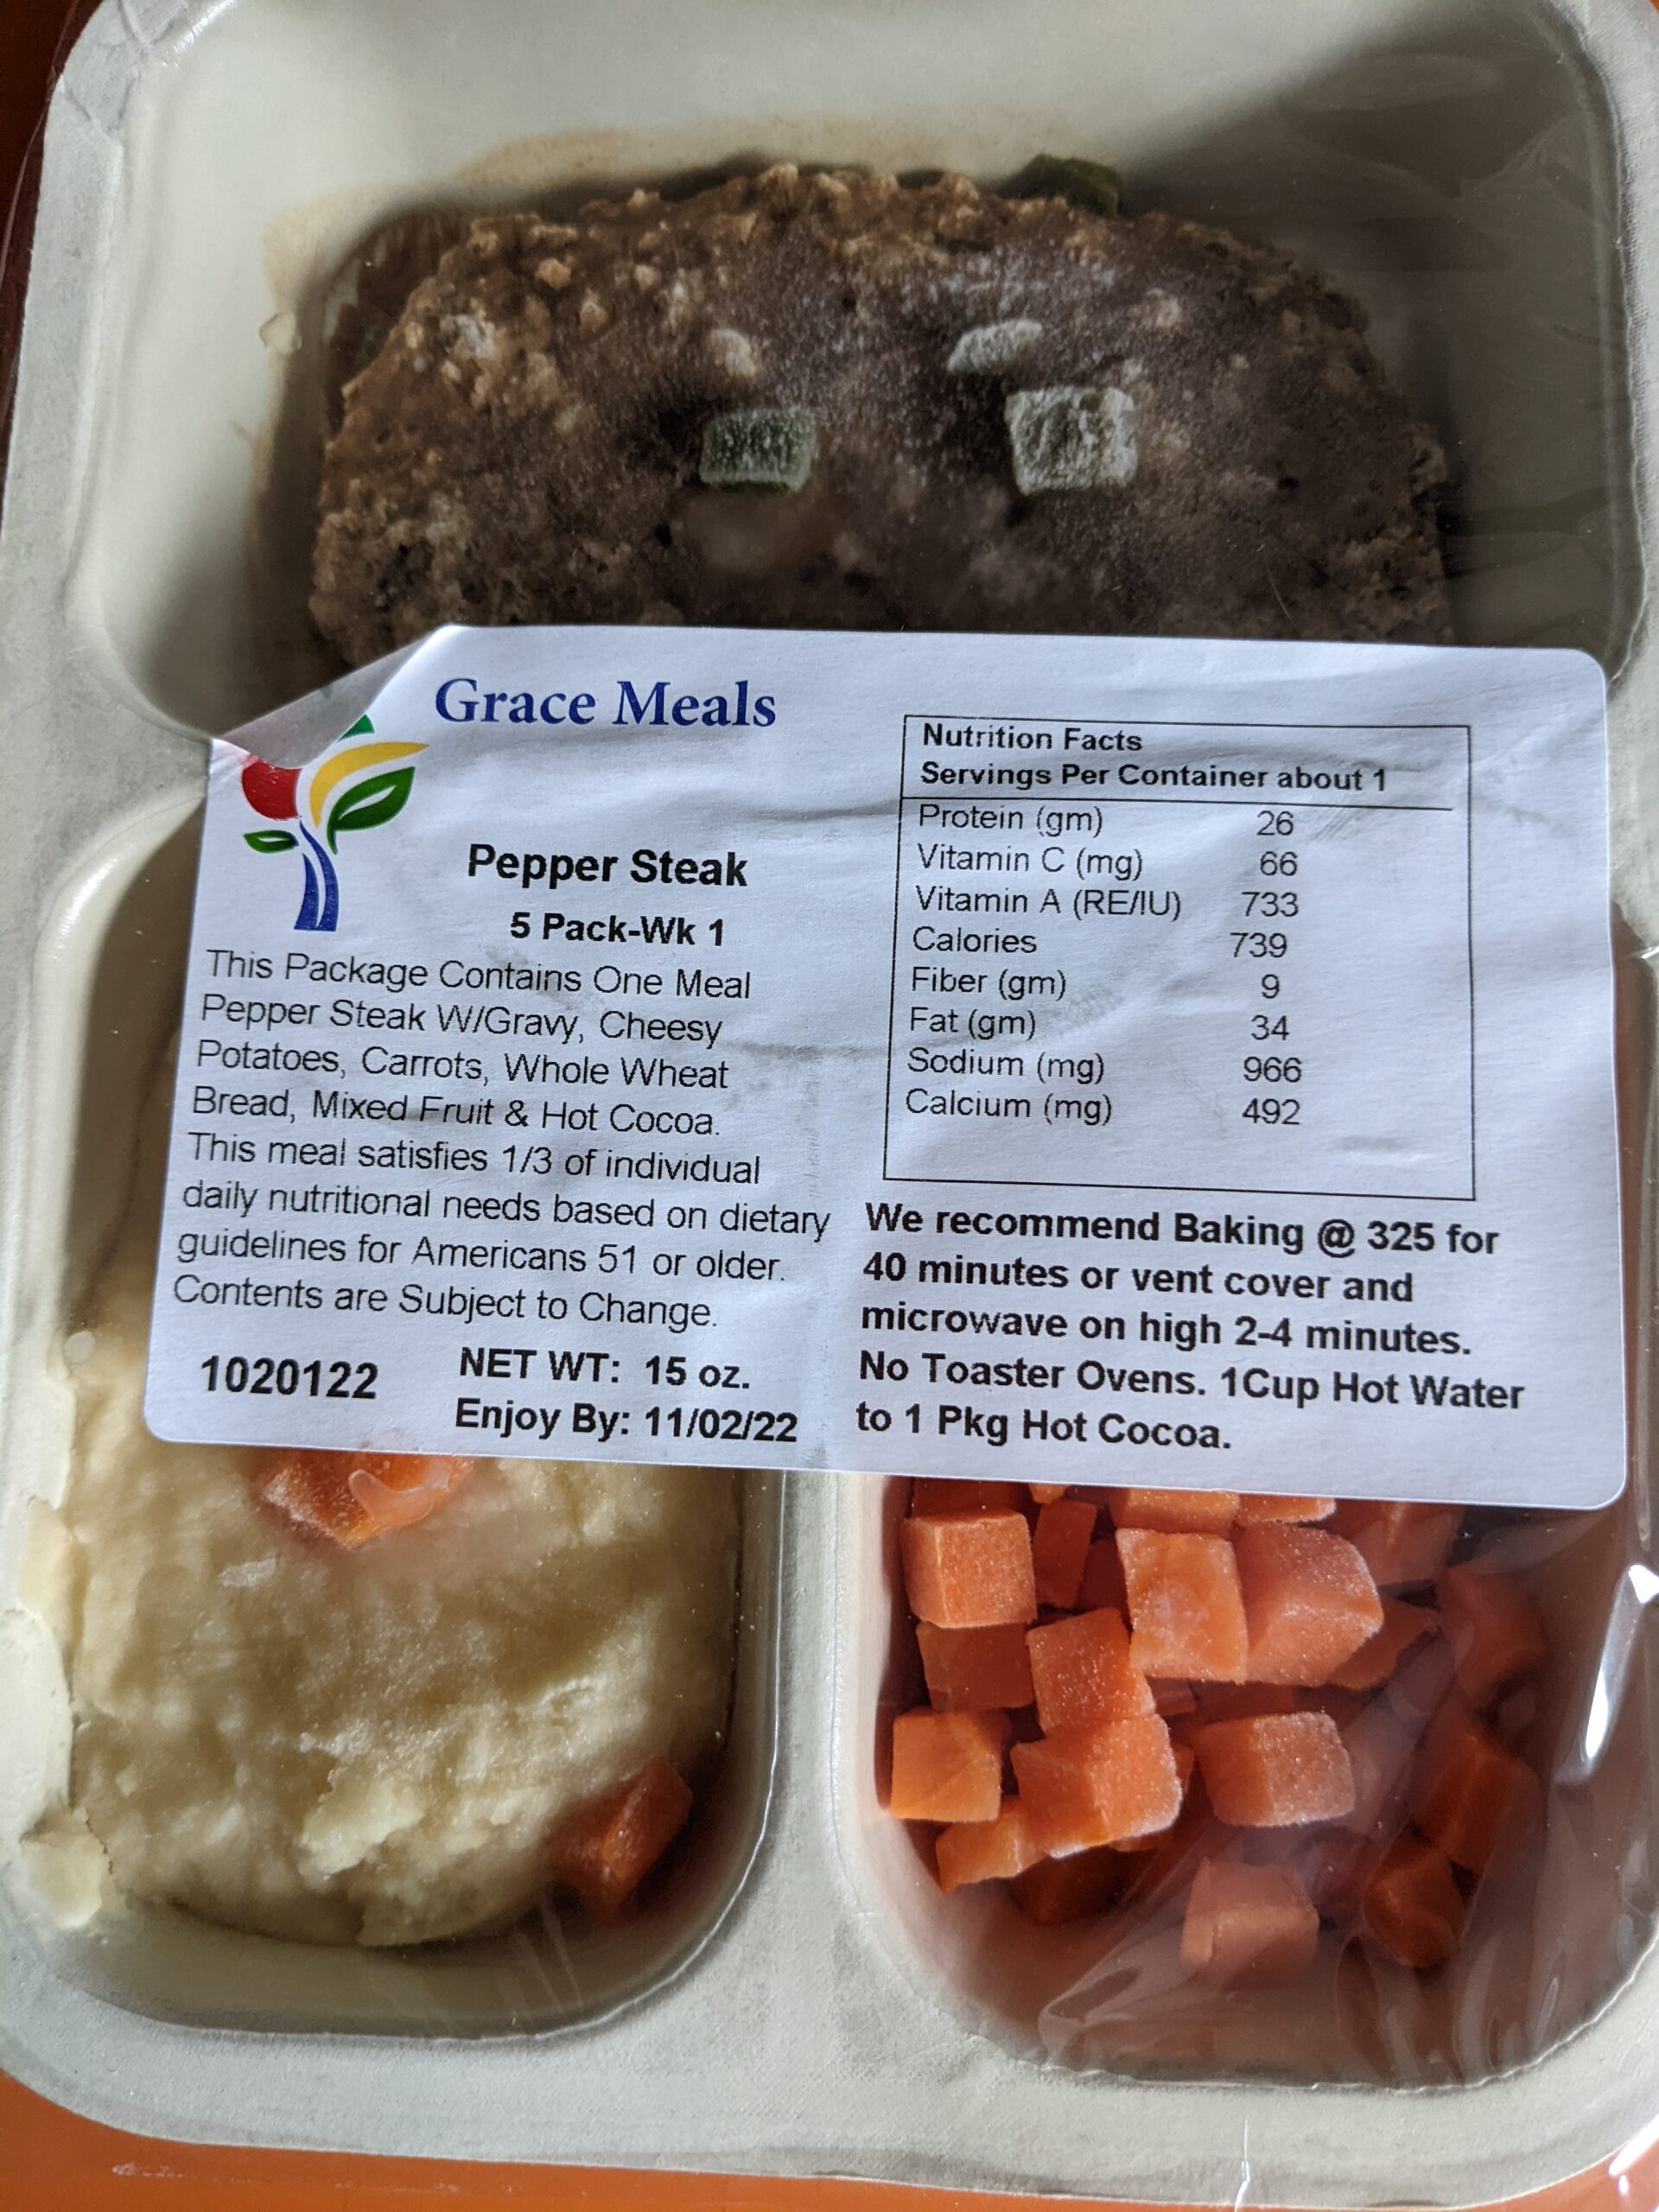 Grace Meals
Pepper Steak
5 Pack-Wk 1
This Package Contains One Meal
Pepper Steak W/Gravy, Cheesy
Potatoes, Carrots, Whole Wheat
Bread, Mixed Fruit & Hot Cocoa.
This meal satisfies 1/3 of individual
daily nutritional needs based on dietary
guidelines for Americans 51 or older.
Contents are Subject to Change.
1020122
NET WT: 15 oz.
Enjoy By: 11/02/22
Nutrition Facts
Servings Per Container about 1
Protein (gm) 26
Vitamin C (mg) 66
Vitamin A (RE/IU) 733
Calories 739
Fiber (gm) 9
Fat (gm) 34
Sodium (mg) 966
Calcium (mg) 492
We recommend Baking @ 325 for
40 minutes or vent cover and
microwave on high 2-4 minutes.
No Toaster Ovens. 1Cup Hot Water
to 1 Pkg Hot Cocoa.